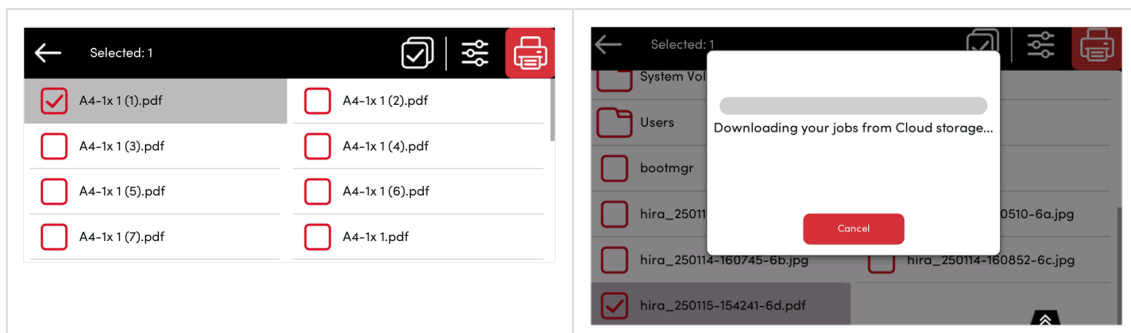 Selected: 1
A4-1x 1 (1).pdf
A4-1x 1 (2).pdf
A4-1x 1 (3).pdf
A4-1x 1 (4).pdf
A4-1x 1 (5).pdf
A4-1x 1 (6).pdf
A4-1x 1 (7).pdf
A4-1x 1.pdf
Selected: 1
System Vol
Users
Downloading your jobs from Cloud storage...
bootmgr
hira_25011
0510-6a.jpg
Cancel
hira_250114-160745-6b.jpg
hira_250114-160852-6c.jpg
hira_250115-154241-6d.pdf